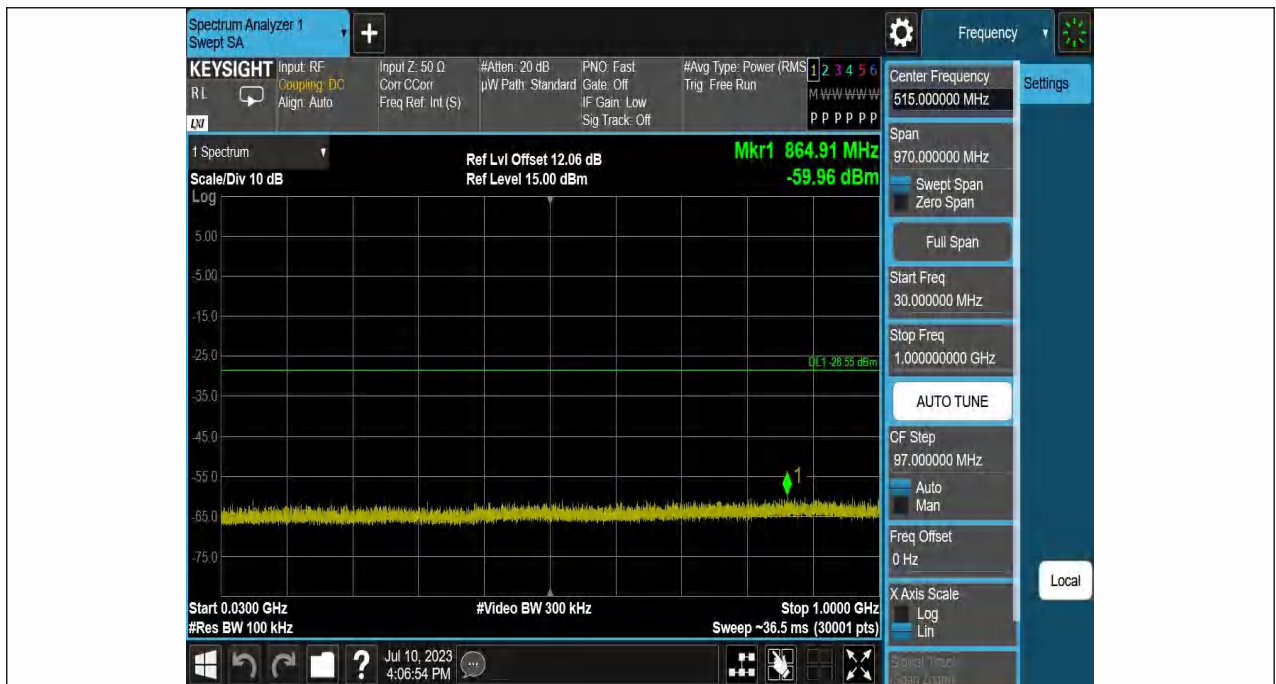 Spectrum Analyzer 1
Swept SA
+
Frequency
KEYSIGHT
RL
LXI
Input: RF
Coupling: DC
Align: Auto
Input Z: 50 Ω
Corr CCorr
Freq Ref: Int (S)
#Atten: 20 dB
µW Path: Standard
PNO: Fast
Gate: Off
IF Gain: Low
Sig Track: Off
#Avg Type: Power (RMS
Trig: Free Run
1 2 3 4 5 6
M W W W W W
P P P P P P
1 Spectrum
Scale/Div 10 dB
Log
Ref Lvl Offset 12.06 dB
Ref Level 15.00 dBm
Mkr1 864.91 MHz
-59.96 dBm
5.00
-5.00
-15.0
-25.0
DL1 -28.55 dBm
-35.0
-45.0
-55.0
1
-65.0
-75.0
Start 0.0300 GHz
#Res BW 100 kHz
#Video BW 300 kHz
Stop 1.0000 GHz
Sweep ~36.5 ms (30001 pts)
Center Frequency
515.000000 MHz
Settings
Span
970.000000 MHz
Swept Span
Zero Span
Full Span
Start Freq
30.000000 MHz
Stop Freq
1.000000000 GHz
AUTO TUNE
CF Step
97.000000 MHz
Auto
Man
Freq Offset
0 Hz
X Axis Scale
Log
Lin
Local
Signal Track
(Span Zoom)
?
Jul 10, 2023
4:06:54 PM